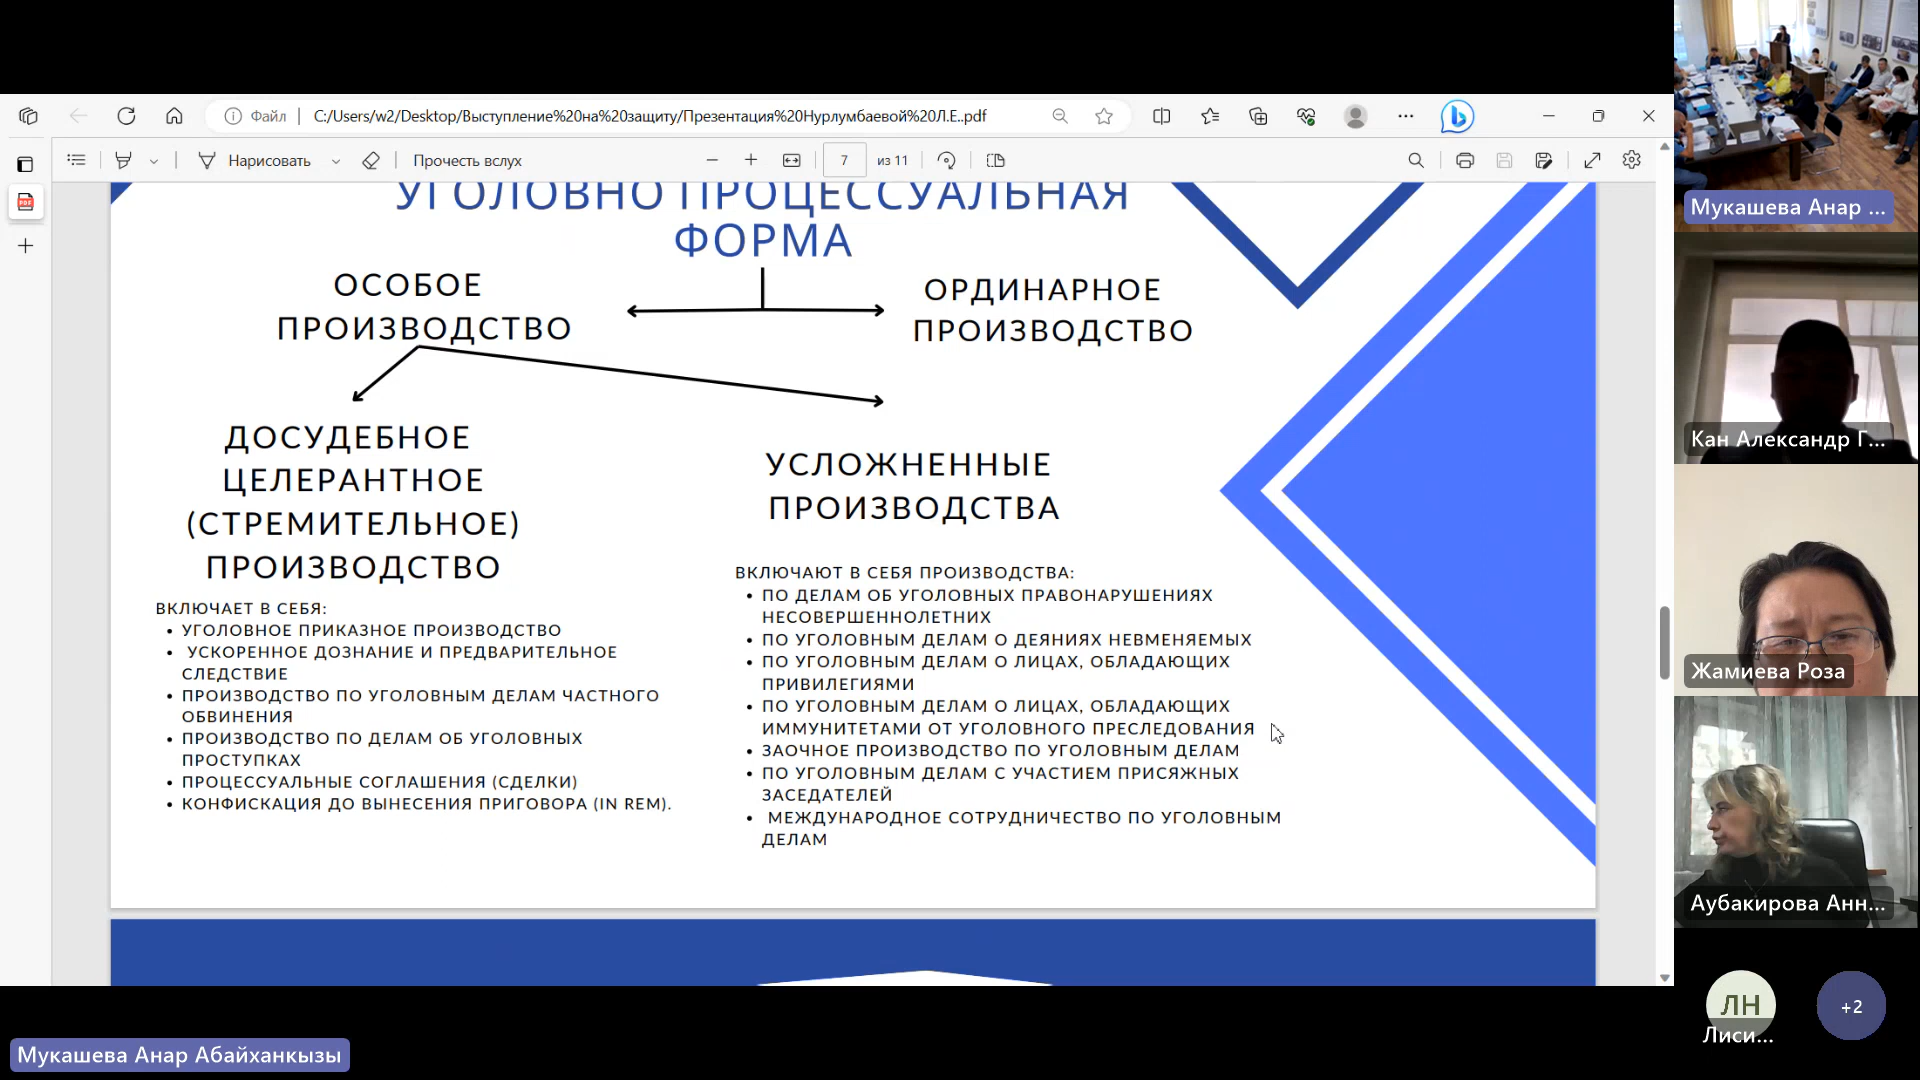 Файл
C:/Users/w2/Desktop/Выступление%20на%20защиту/Презентация%20Нурлумбаевой%20Л.Е..pdf
Нарисовать
Прочесть вслух
7
из 11
УГОЛОВНО ПРОЦЕССУАЛЬНАЯ
ФОРМА
ОСОБОЕ
ПРОИЗВОДСТВО
ОРДИНАРНОЕ
ПРОИЗВОДСТВО
ДОСУДЕБНОЕ
ЦЕЛЕРАНТНОЕ
(СТРЕМИТЕЛЬНОЕ)
ПРОИЗВОДСТВО
ВКЛЮЧАЕТ В СЕБЯ:
• УГОЛОВНОЕ ПРИКАЗНОЕ ПРОИЗВОДСТВО
• УСКОРЕННОЕ ДОЗНАНИЕ И ПРЕДВАРИТЕЛЬНОЕ
СЛЕДСТВИЕ
• ПРОИЗВОДСТВО ПО УГОЛОВНЫМ ДЕЛАМ ЧАСТНОГО
ОБВИНЕНИЯ
• ПРОИЗВОДСТВО ПО ДЕЛАМ ОБ УГОЛОВНЫХ
ПРОСТУПКАХ
• ПРОЦЕССУАЛЬНЫЕ СОГЛАШЕНИЯ (СДЕЛКИ)
• КОНФИСКАЦИЯ ДО ВЫНЕСЕНИЯ ПРИГОВОРА (IN REM).
УСЛОЖНЕННЫЕ
ПРОИЗВОДСТВА
ВКЛЮЧАЮТ В СЕБЯ ПРОИЗВОДСТВА:
• ПО ДЕЛАМ ОБ УГОЛОВНЫХ ПРАВОНАРУШЕНИЯХ
НЕСОВЕРШЕННОЛЕТНИХ
• ПО УГОЛОВНЫМ ДЕЛАМ О ДЕЯНИЯХ НЕВМЕНЯЕМЫХ
• ПО УГОЛОВНЫМ ДЕЛАМ О ЛИЦАХ, ОБЛАДАЮЩИХ
ПРИВИЛЕГИЯМИ
• ПО УГОЛОВНЫМ ДЕЛАМ О ЛИЦАХ, ОБЛАДАЮЩИХ
ИММУНИТЕТАМИ ОТ УГОЛОВНОГО ПРЕСЛЕДОВАНИЯ
• ЗАОЧНОЕ ПРОИЗВОДСТВО ПО УГОЛОВНЫМ ДЕЛАМ
• ПО УГОЛОВНЫМ ДЕЛАМ С УЧАСТИЕМ ПРИСЯЖНЫХ
ЗАСЕДАТЕЛЕЙ
• МЕЖДУНАРОДНОЕ СОТРУДНИЧЕСТВО ПО УГОЛОВНЫМ
ДЕЛАМ
Мукашева Анар ...
Кан Александр Г...
Жамиева Роза
Аубакирова Анн...
ЛН
Лиси...
+2
Мукашева Анар Абайханкызы